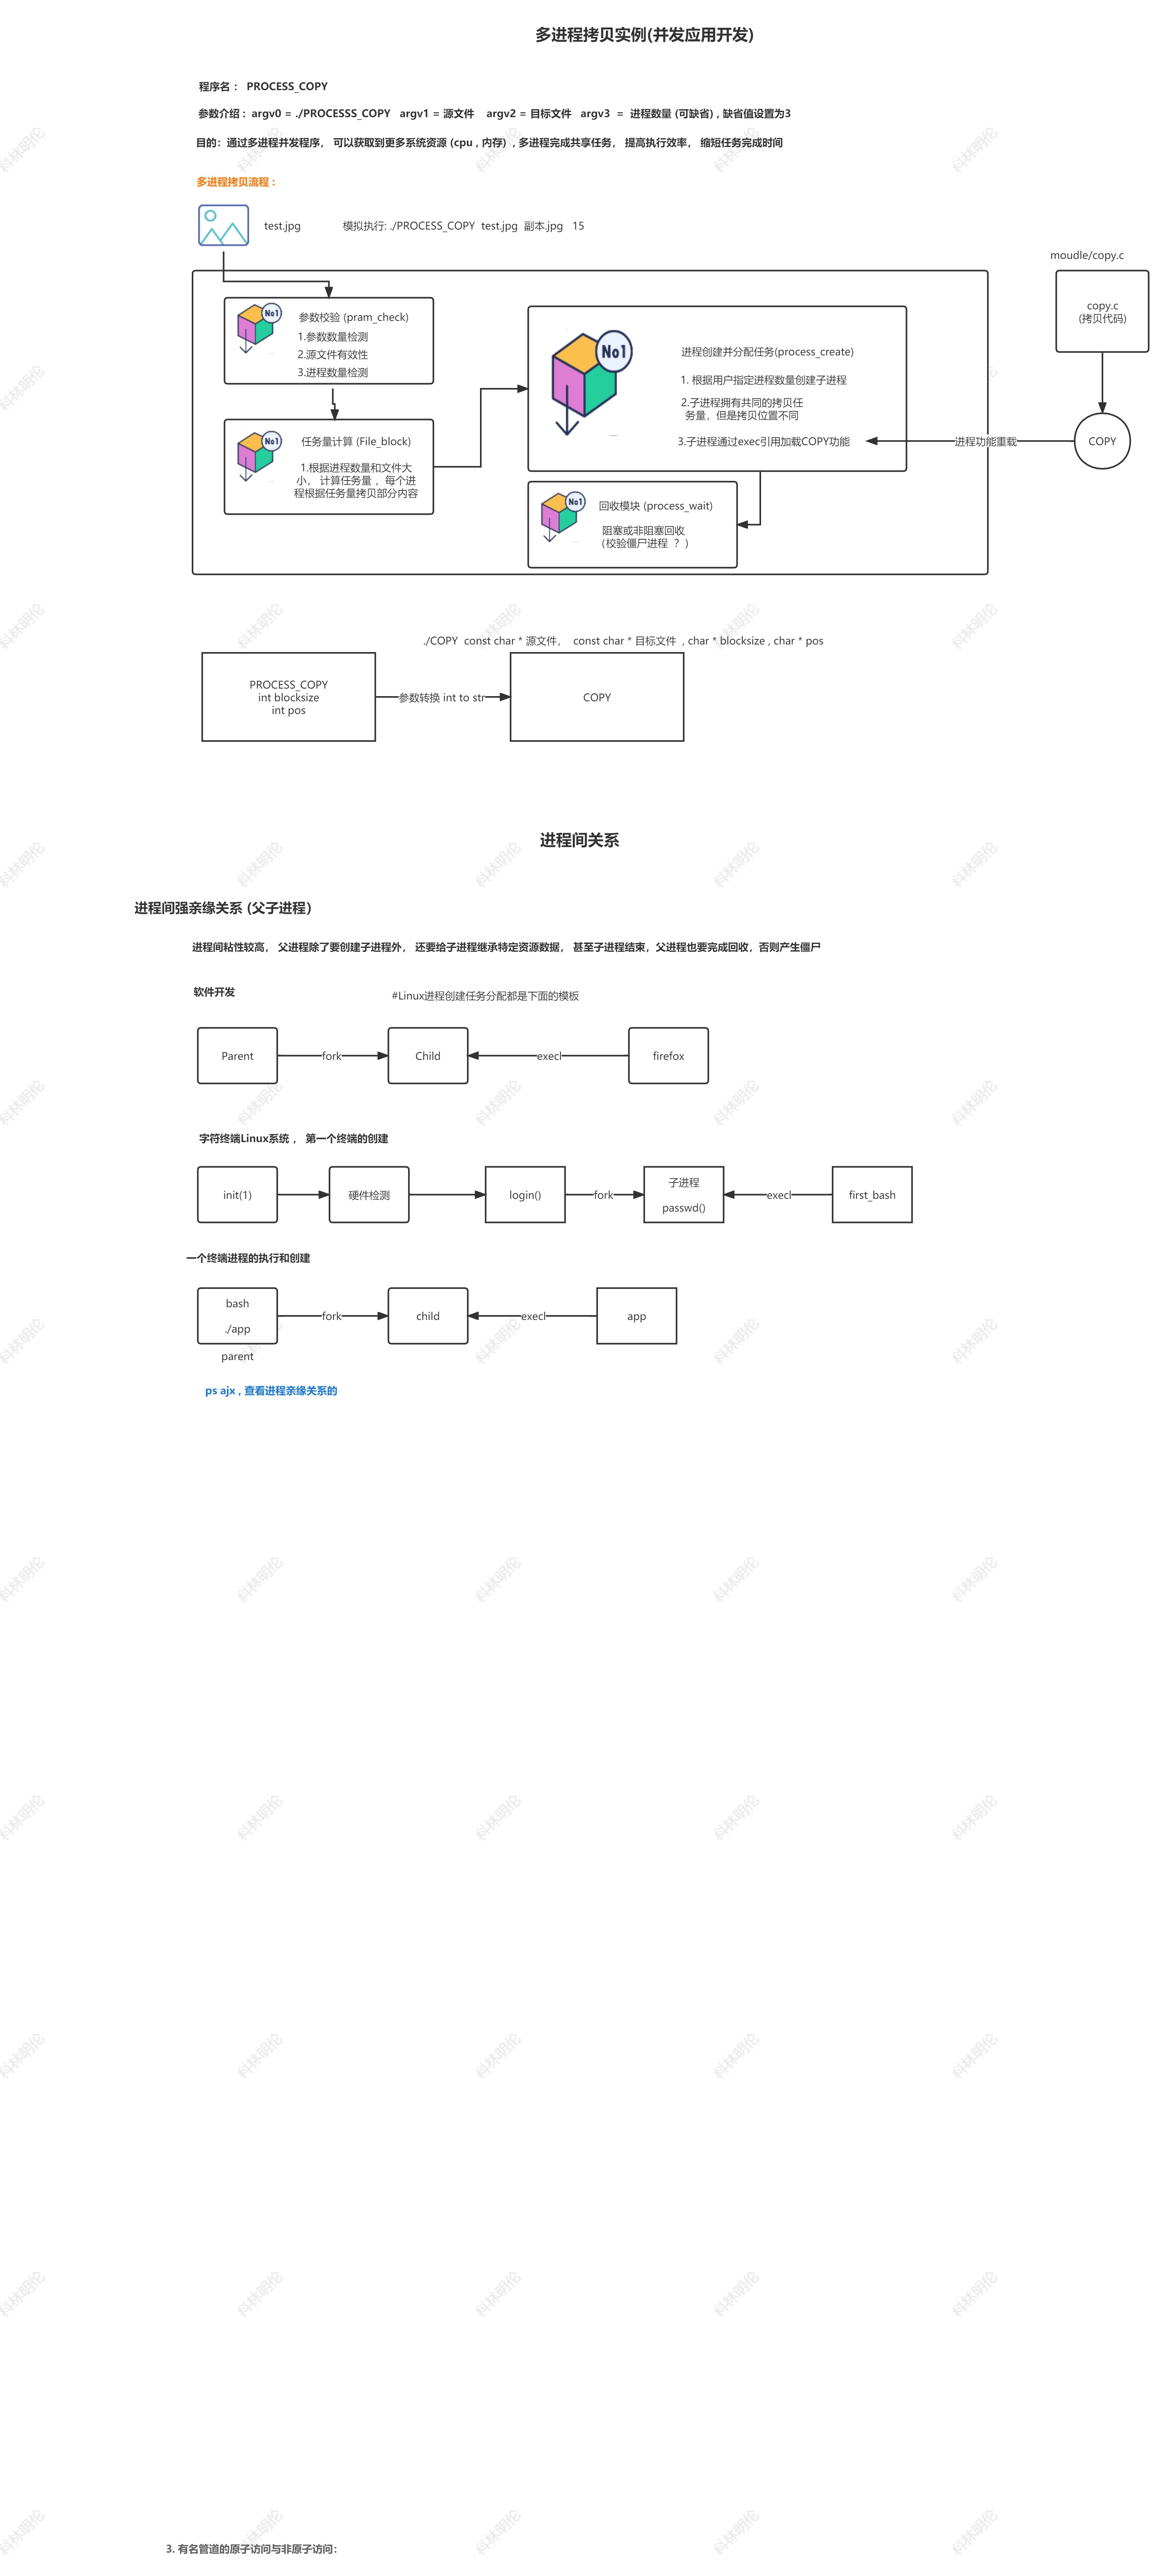 多进程拷贝实例(并发应用开发)
程序名： PROCESS_COPY
参数介绍： argv0 = ./PROCESSS_COPY argv1 = 源文件 argv2 = 目标文件 argv3 = 进程数量 (可缺省) , 缺省值设置为3
目的：通过多进程并发程序， 可以获取到更多系统资源 (cpu , 内存) , 多进程完成共享任务， 提高执行效率， 缩短任务完成时间
多进程拷贝流程：
test.jpg
模拟执行: ./PROCESS_COPY test.jpg 副本.jpg 15
moudle/copy.c
copy.c
(拷贝代码)
No1
参数校验 (pram_check)
1.参数数量检测
2.源文件有效性
3.进程数量检测
No1
任务量计算 (File_block)
1.根据进程数量和文件大
小， 计算任务量 ，每个进
程根据任务量拷贝部分内容
No1
进程创建并分配任务(process_create)
1. 根据用户指定进程数量创建子进程
2.子进程拥有共同的拷贝任
务量，但是拷贝位置不同
3.子进程通过exec引用加载COPY功能
进程功能重载
COPY
No1
回收模块 (process_wait)
阻塞或非阻塞回收
(校验僵尸进程 ？)
./COPY const char * 源文件， const char * 目标文件 , char * blocksize , char * pos
PROCESS_COPY
int blocksize
int pos
参数转换 int to str
COPY
进程间关系
进程间强亲缘关系 (父子进程)
进程间粘性较高， 父进程除了要创建子进程外， 还要给子进程继承特定资源数据， 甚至子进程结束，父进程也要完成回收，否则产生僵尸
软件开发
#Linux进程创建任务分配都是下面的模板
Parent
fork
Child
execl
firefox
字符终端Linux系统 ， 第一个终端的创建
init(1)
硬件检测
login()
fork
子进程
passwd()
execl
first_bash
一个终端进程的执行和创建
bash
./app
fork
child
execl
app
parent
ps ajx , 查看进程亲缘关系的
3. 有名管道的原子访问与非原子访问：
科林明伦